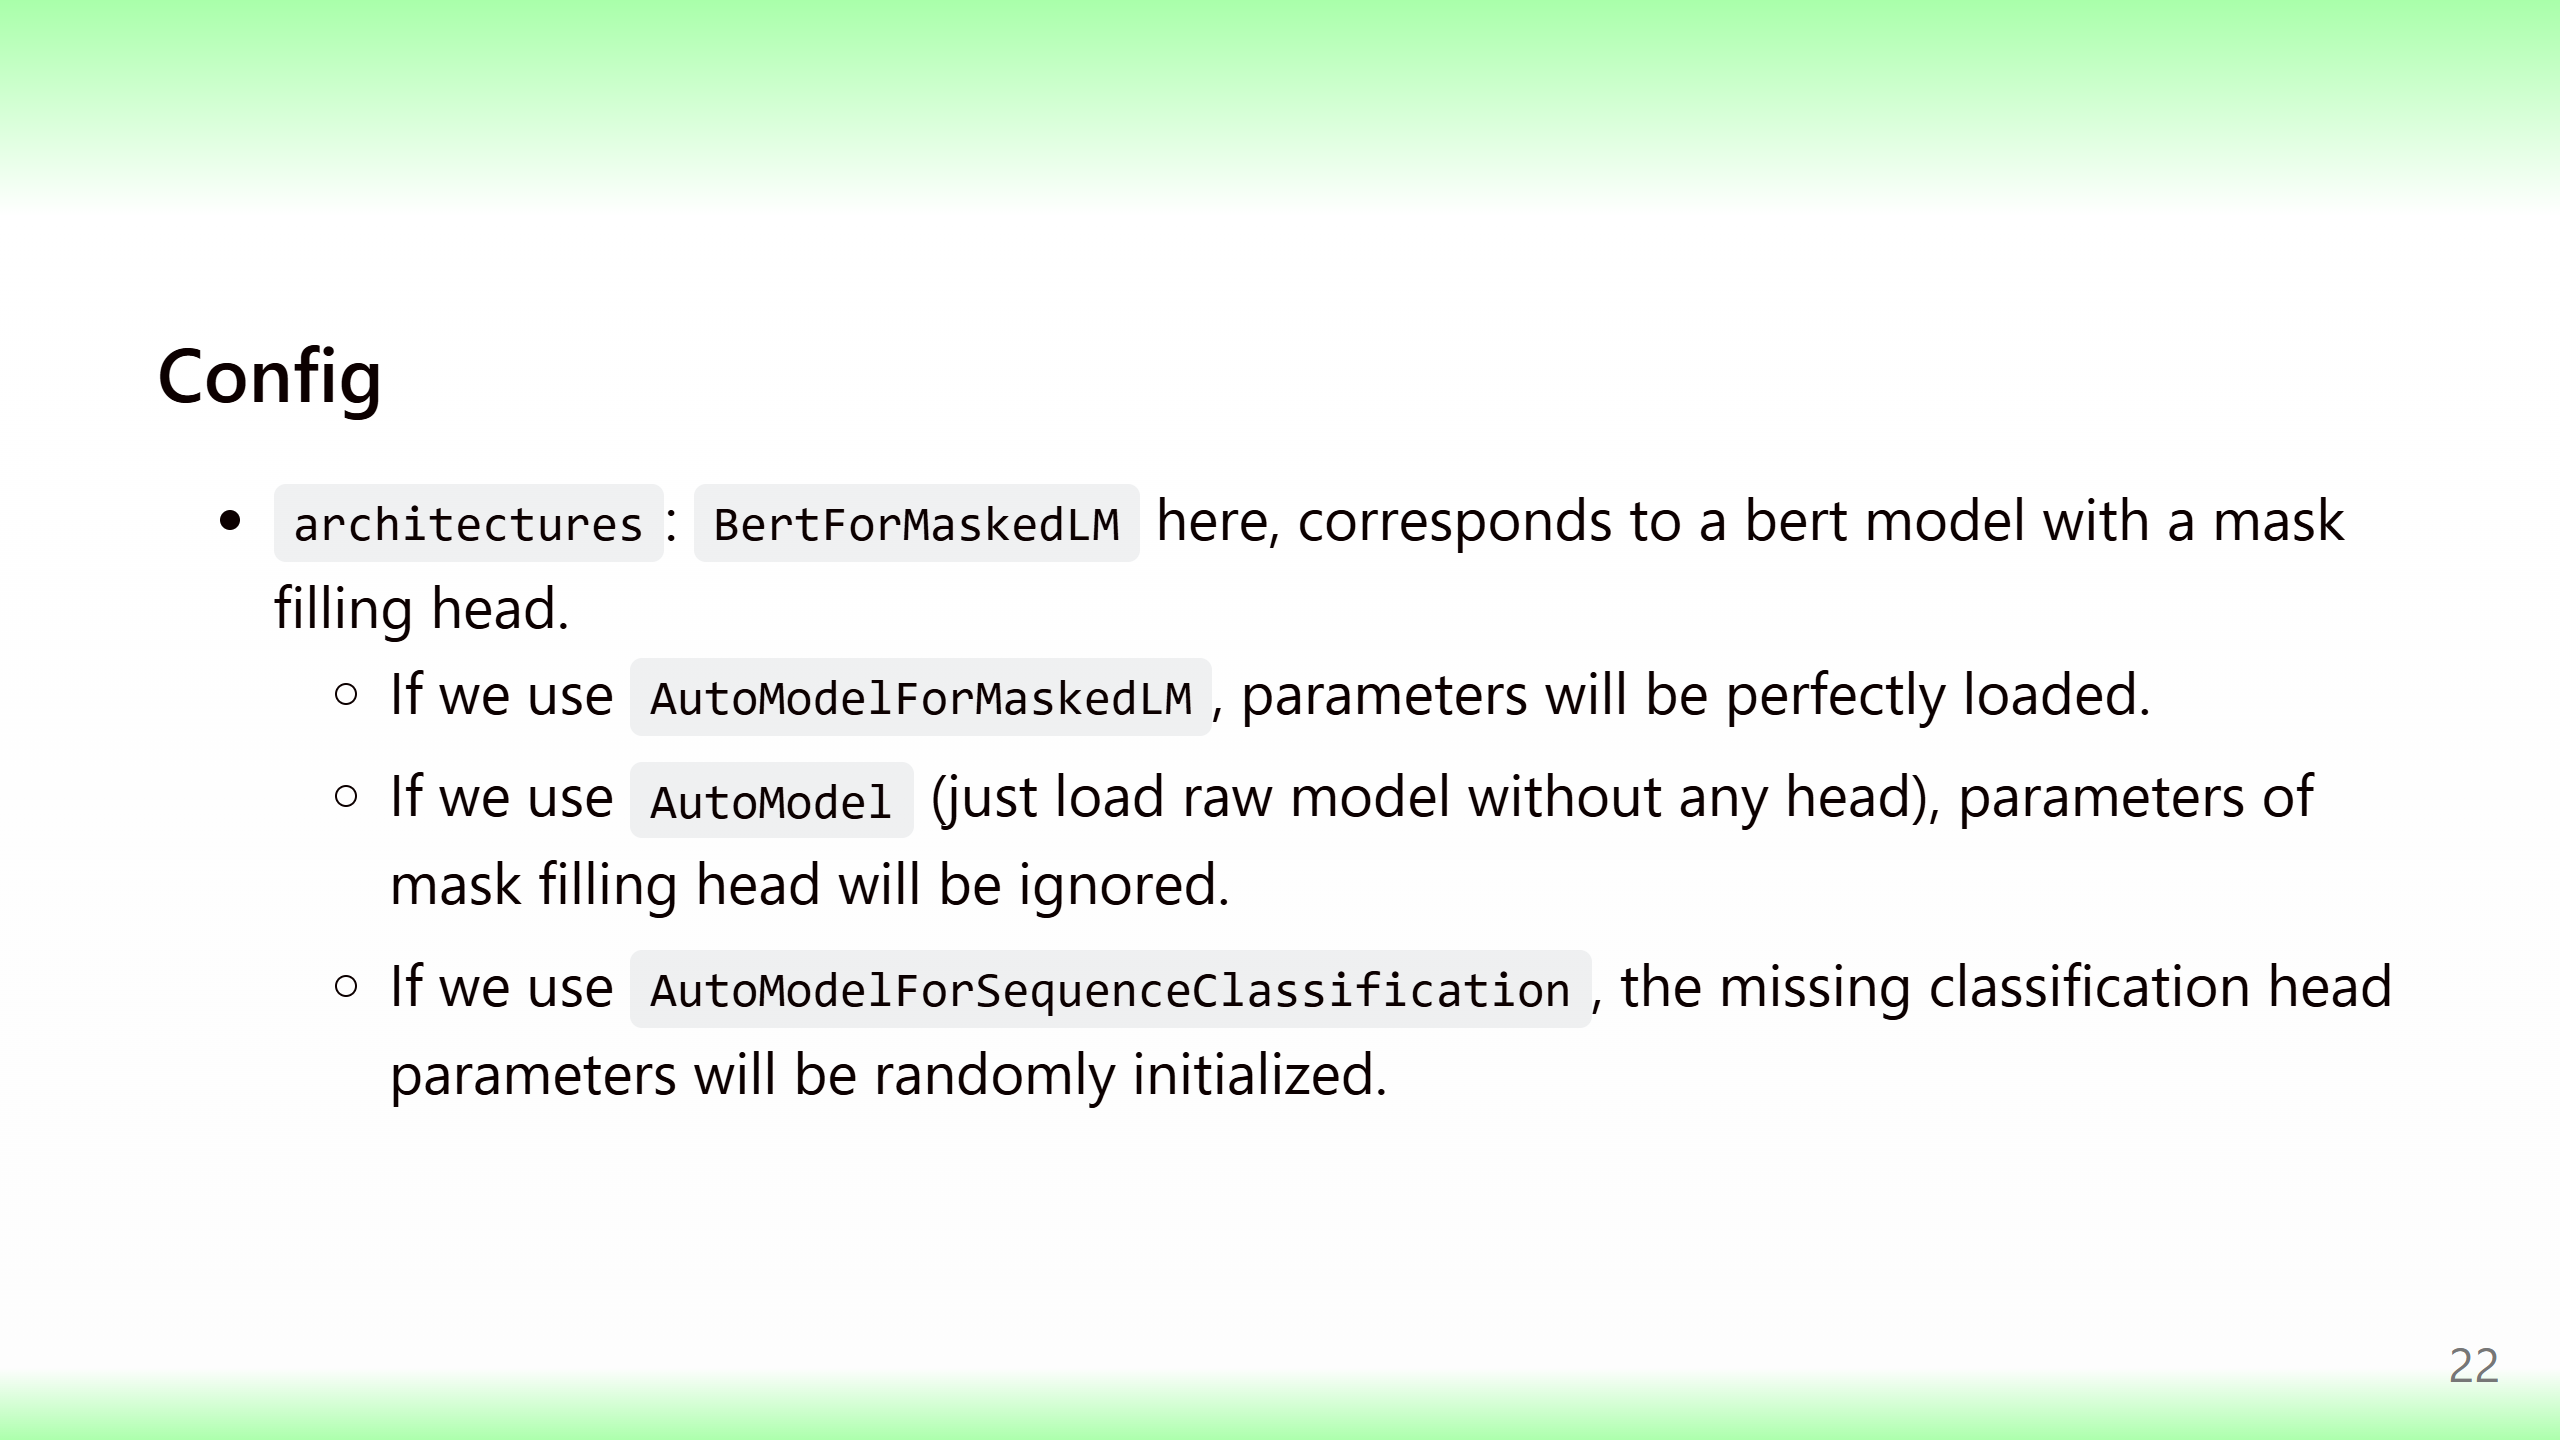 Config
• architectures: BertForMaskedLM here, corresponds to a bert model with a mask
filling head.
○ If we use AutoModelForMaskedLM, parameters will be perfectly loaded.
○ If we use AutoModel (just load raw model without any head), parameters of
mask filling head will be ignored.
○ If we use AutoModelForSequenceClassification, the missing classification head
parameters will be randomly initialized.
22